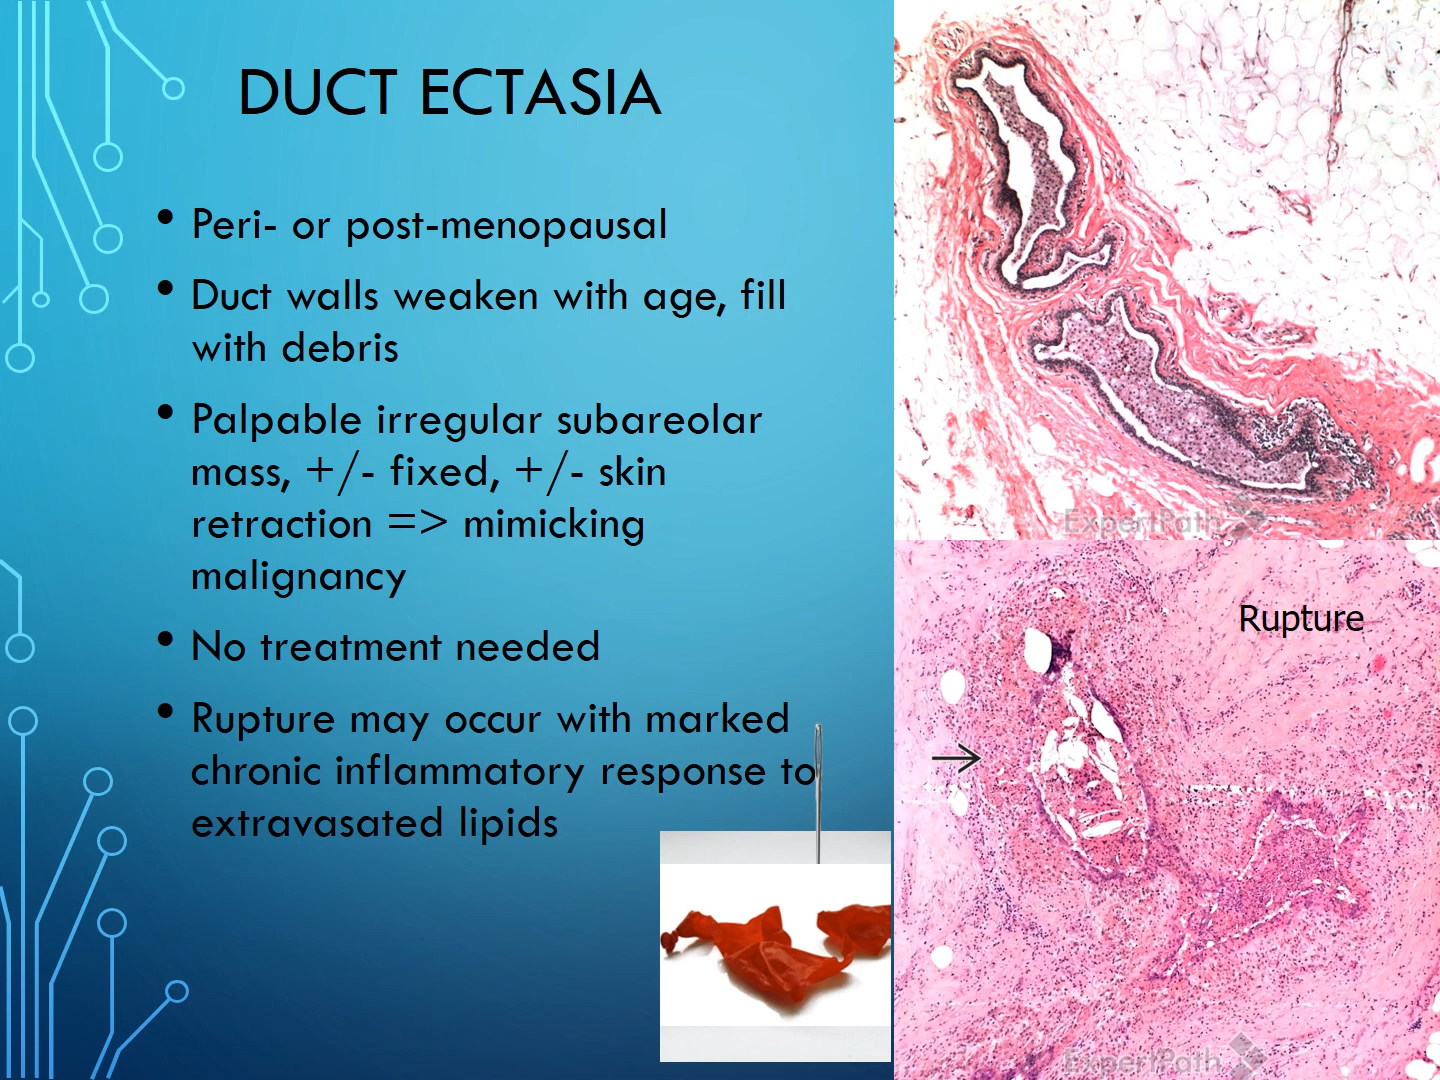 DUCT ECTASIA
• Peri- or post-menopausal
• Duct walls weaken with age, fill
with debris
• Palpable irregular subareolar
mass, +/- fixed, +/- skin
retraction => mimicking
malignancy
• No treatment needed
• Rupture may occur with marked
chronic inflammatory response to
extravasated lipids
ExpertPath
Rupture
ExpertPath